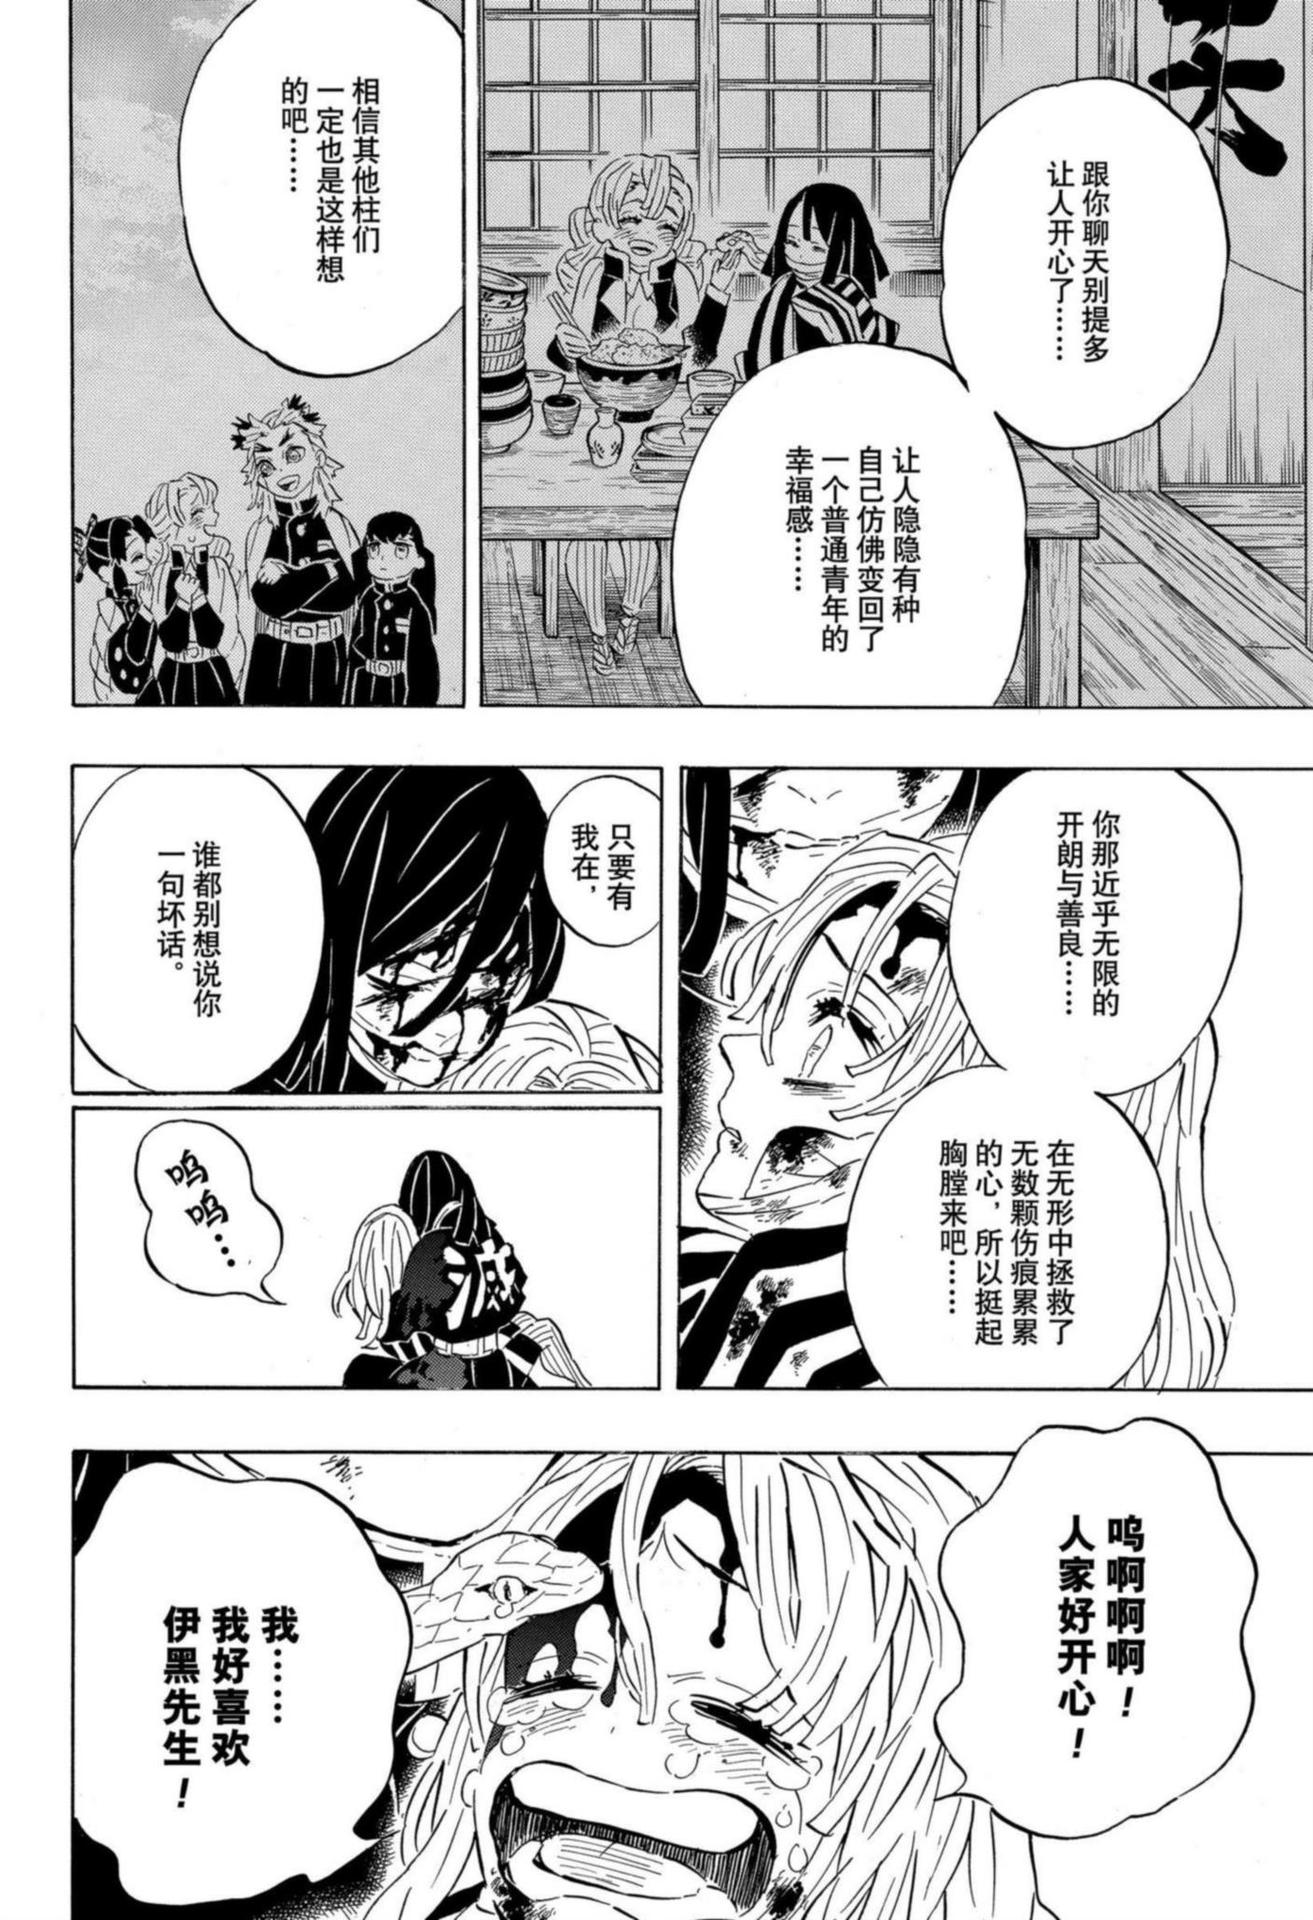 跟你聊天别提多
让人开心了……
让人隐隐有种
自己仿佛变回了
一个普通青年的
幸福感……
相信其他柱们
一定也是这样想
的吧……
你那近乎无限的
开朗与善良……
在无形中拯救了
无数颗伤痕累累
的心，所以挺起
胸膛来吧……
只要有
我在，
谁都别想说你
一句坏话。
滅
呜
呜…
呜啊啊啊！
人家好开心！
我……
我好喜欢
伊黑先生！